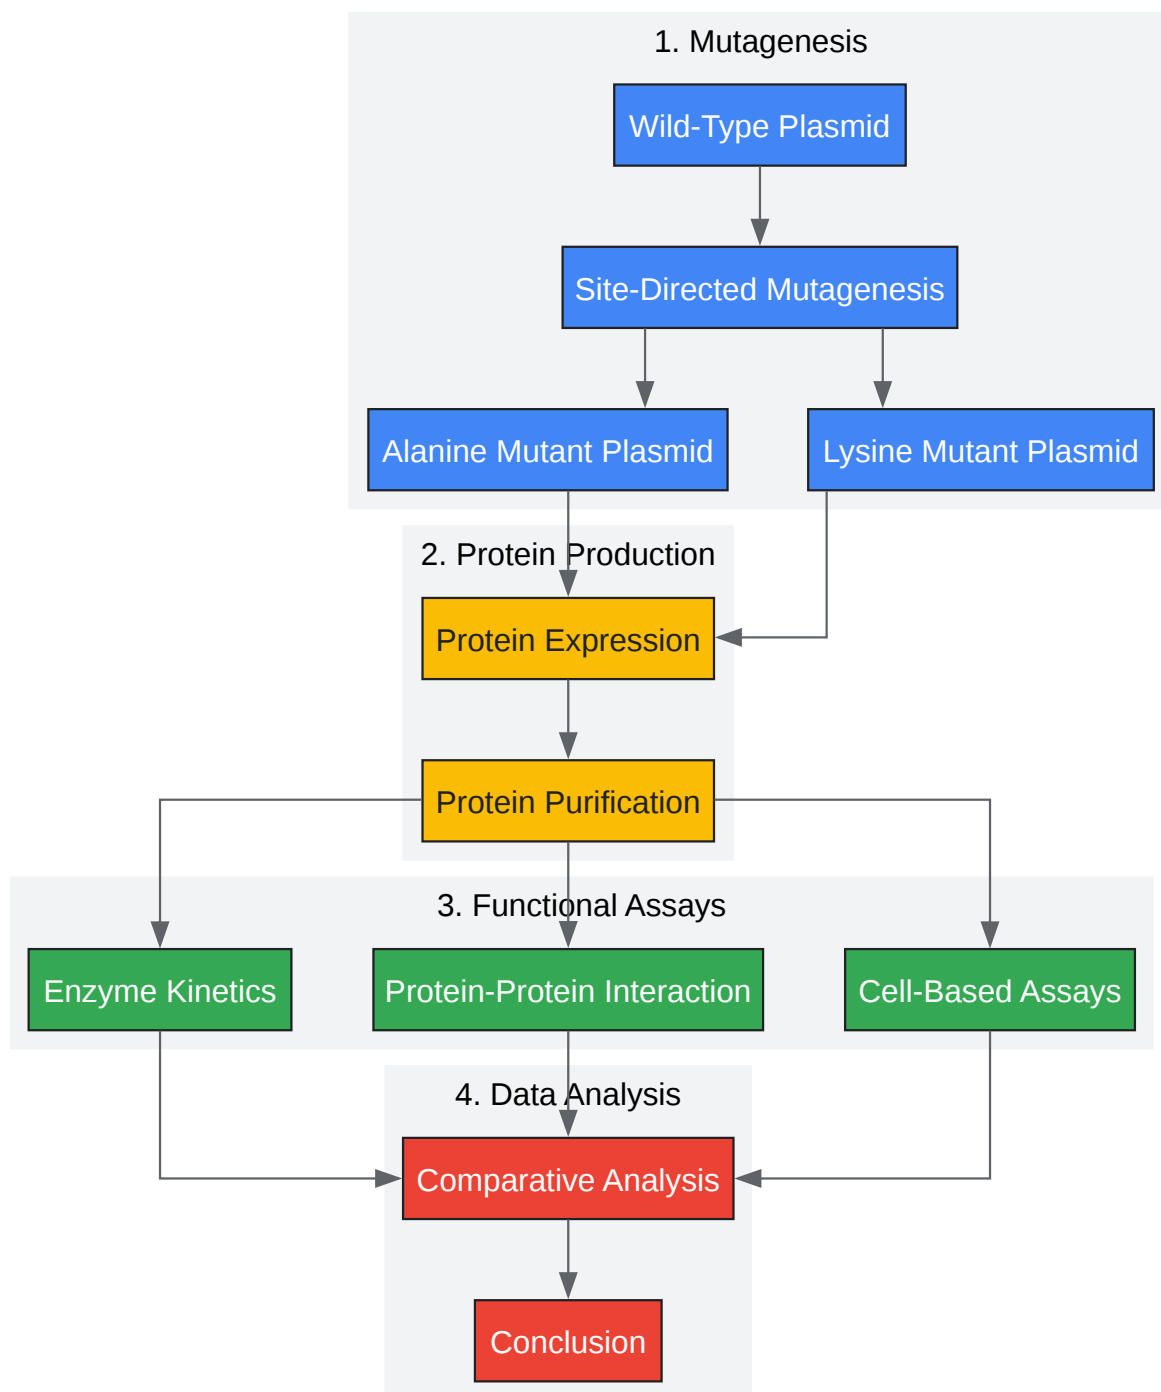 1. Mutagenesis
Wild-Type Plasmid
Site-Directed Mutagenesis
Alanine Mutant Plasmid
Lysine Mutant Plasmid
2. Protein Production
Protein Expression
Protein Purification
3. Functional Assays
Enzyme Kinetics
Protein-Protein Interaction
Cell-Based Assays
4. Data Analysis
Comparative Analysis
Conclusion